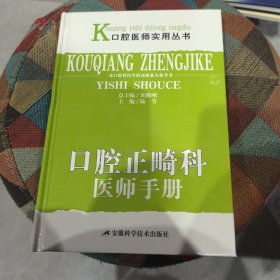 Kouqiang yishi shiyong congshu
口腔医师实用丛书
KOUQIANG ZHENGJIKE
YISHI SHOUCE
口腔正畸科
医师手册
安徽科学技术出版社